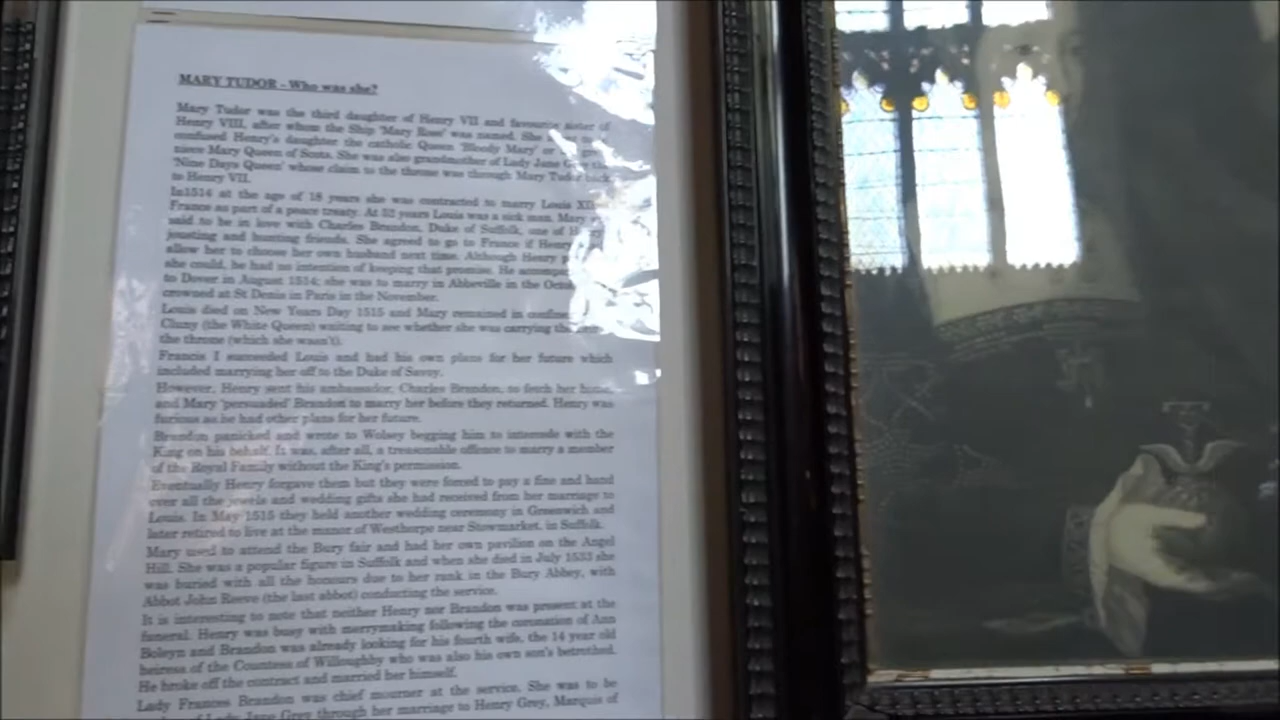 MARY TUDOR - Who was she?
Mary Tudor was the third daughter of Henry VII and favourite sister of
Henry VIII, after whom the Ship 'Mary Rose' was named. She
confused Henry's daughter the catholic Queen 'Bloody Mary' or
niece Mary Queen of Scots. She was also grandmother of Lady Jane
'Nine Days Queen' whose claim to the throne was through Mary Tudor back
to Henry VII.
In1514 at the age of 18 years she was contracted to marry Louis
France as part of a peace treaty. At 52 years Louis was a sick man. Mary
said to be in love with Charles Brandon, Duke of Suffolk, one of
jousting and hunting friends. She agreed to go to France if Henry
allow her to choose her own husband next time. Although Henry
she could, he had no intention of keeping that promise. He
to Dover in August 1514; she was to marry in Abbeville in the
crowned at St Denis in Paris in the November.
Louis died on New Years Day 1515 and Mary remained in
Cluny (the White Queen) waiting to see whether she was carrying
the throne (which she wasn't).
Francis I succeeded Louis and had his own plans for her future which
included marrying her off to the Duke of Savoy.
However, Henry sent his ambassador, Charles Brandon, to fetch her home,
and Mary 'persuaded' Brandon to marry her before they returned. Henry was
furious as he had other plans for her future.
Brandon panicked and wrote to Wolsey begging him to intercede with the
King on his behalf. It was, after all, a treasonable offence to marry a member
of the Royal Family without the King's permission.
Eventually Henry forgave them but they were forced to pay a fine and hand
over all the jewels and wedding gifts she had received from her marriage to
Louis. In May 1515 they held another wedding ceremony in Greenwich and
later retired to live at the manor of Westhorpe near Stowmarket, in Suffolk.
Mary used to attend the Bury fair and had her own pavilion on the Angel
Hill. She was a popular figure in Suffolk and when she died in July 1533 she
was buried with all the honours due to her rank in the Bury Abbey, with
Abbot John Reeve (the last abbot) conducting the service.
It is interesting to note that neither Henry nor Brandon was present at the
funeral. Henry was busy with merrymaking following the coronation of Ann
Boleyn and Brandon was already looking for his fourth wife, the 14 year old
heiress of the Countess of Willoughby who was also his own son's betrothed.
He broke off the contract and married her himself.
Lady Frances Brandon was chief mourner at the service. She was to be
of Lady Jane Grey through her marriage to Henry Grey, Marquis of